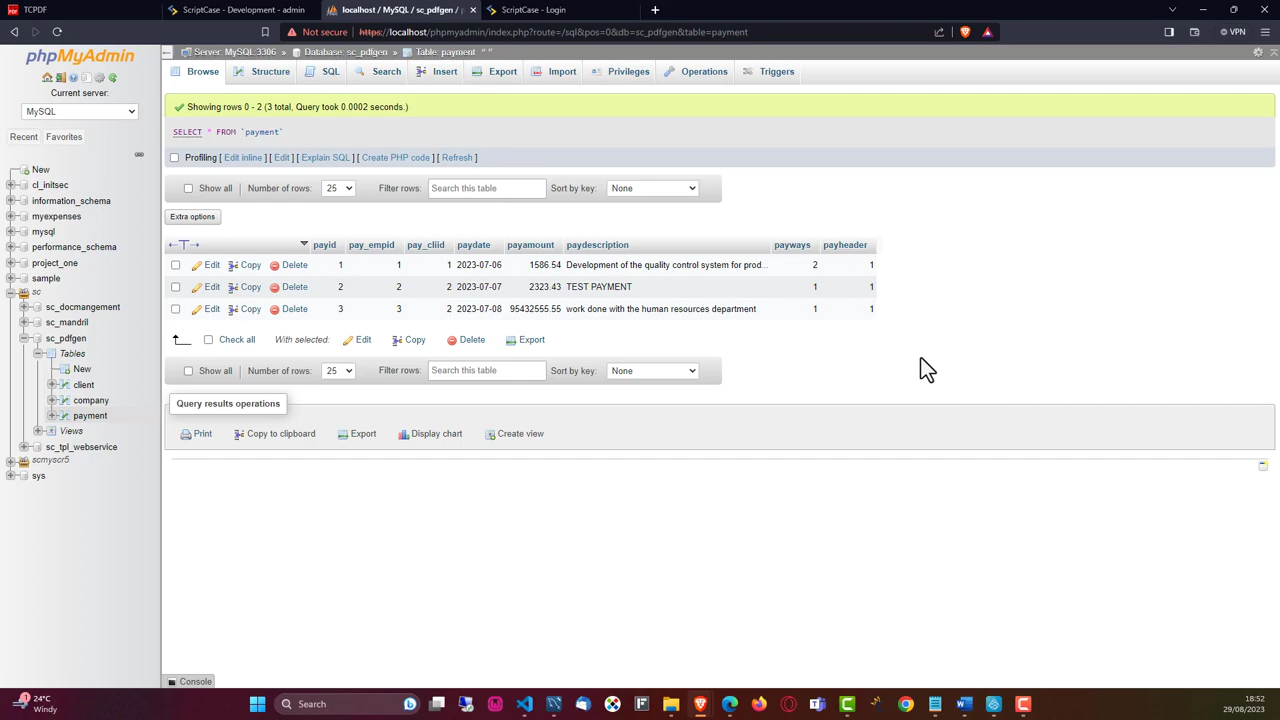 TCPDF
ScriptCase - Development - admin
localhost / MySQL / sc_pdfgen / p
ScriptCase - Login
Not secure
https://localhost/phpmyadmin/index.php?route=/sql&pos=0&db=sc_pdfgen&table=payment
VPN
phpMyAdmin
Server: MySQL:3306 » Database: sc_pdfgen » Table: payment " "
Browse Structure SQL Search Insert Export Import Privileges Operations Triggers
Current server:
MySQL
Recent Favorites
Showing rows 0 - 2 (3 total, Query took 0.0002 seconds.)
SELECT * FROM `payment`
Profiling [ Edit inline ] [ Edit ] [ Explain SQL ] [ Create PHP code ] [ Refresh ]
Show all Number of rows: 25 Filter rows: Search this table Sort by key: None
Extra options
New
cl_initsec
information_schema
myexpenses
mysql
performance_schema
project_one
sample
sc
sc_docmangement
sc_mandril
sc_pdfgen
Tables
New
client
company
payment
Views
sc_tpl_webservice
scmyscr5
sys
payid pay_empid pay_cliid paydate payamount paydescription payways payheader
Edit Copy Delete 1 1 1 2023-07-06 1586.54 Development of the quality control system for prod... 2 1
Edit Copy Delete 2 2 2 2023-07-07 2323.43 TEST PAYMENT 1 1
Edit Copy Delete 3 3 2 2023-07-08 95432555.55 work done with the human resources department 1 1
Check all With selected: Edit Copy Delete Export
Show all Number of rows: 25 Filter rows: Search this table Sort by key: None
Query results operations
Print Copy to clipboard Export Display chart Create view
Console
24°C
Windy
Search
18:52
29/08/2023